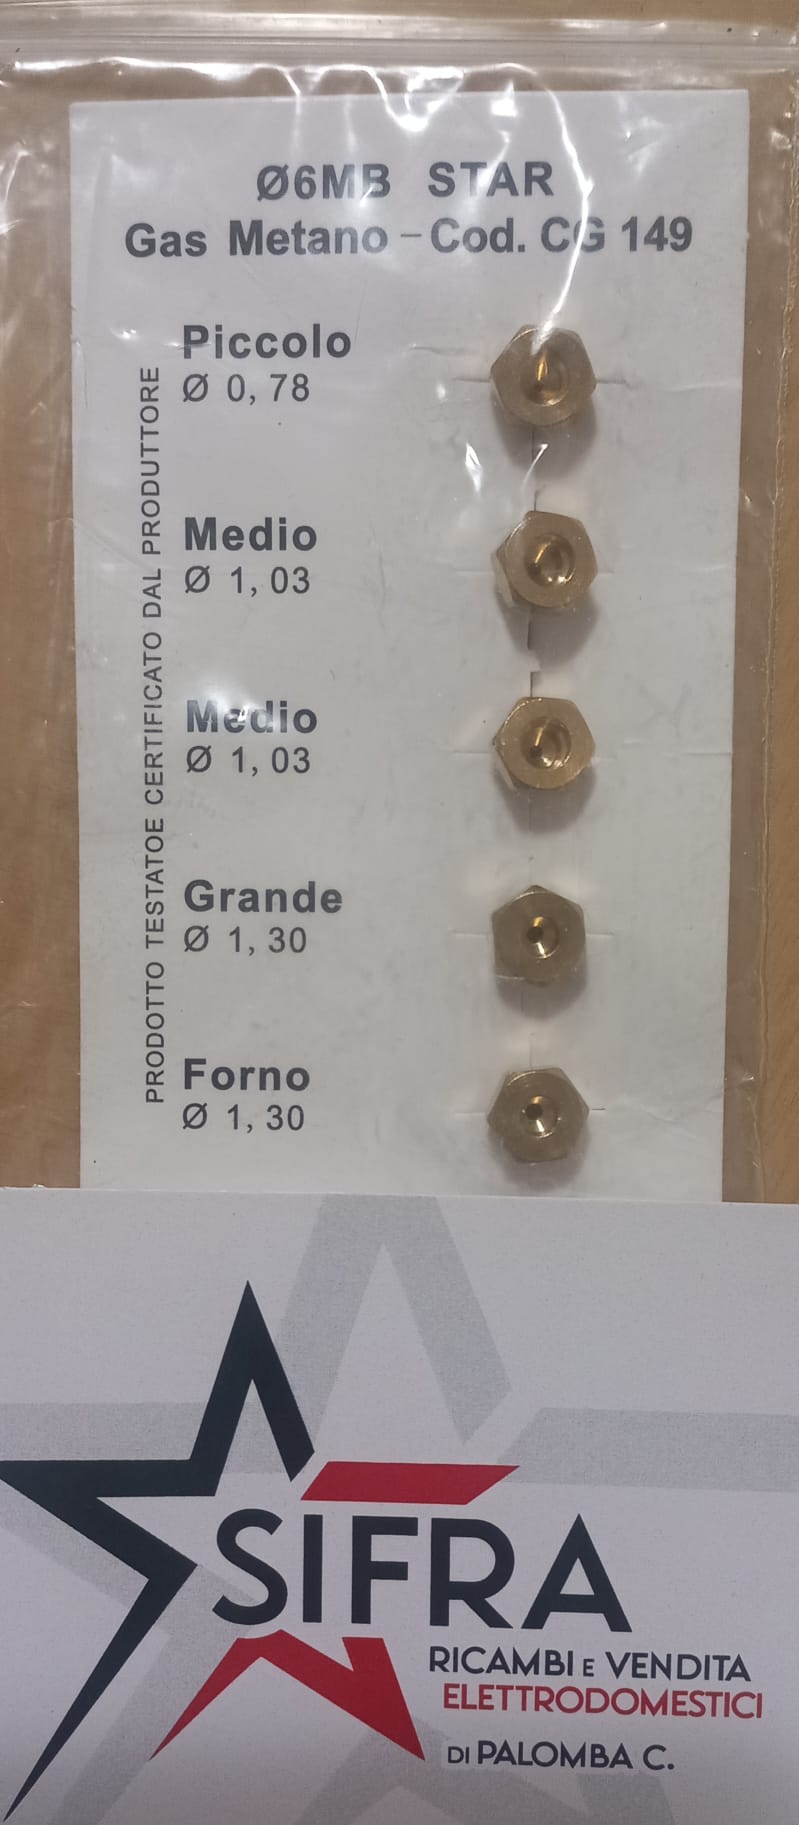 Ø6MB STAR
Gas Metano – Cod. CG 149
Piccolo
Ø 0,78
Medio
Ø 1,03
Medio
Ø 1,03
Grande
Ø 1,30
Forno
Ø 1,30
PRODOTTO TESTATOE CERTIFICATO DAL PRODUTTORE
SIFRA
RICAMBI E VENDITA
ELETTRODOMESTICI
DI PALOMBA C.